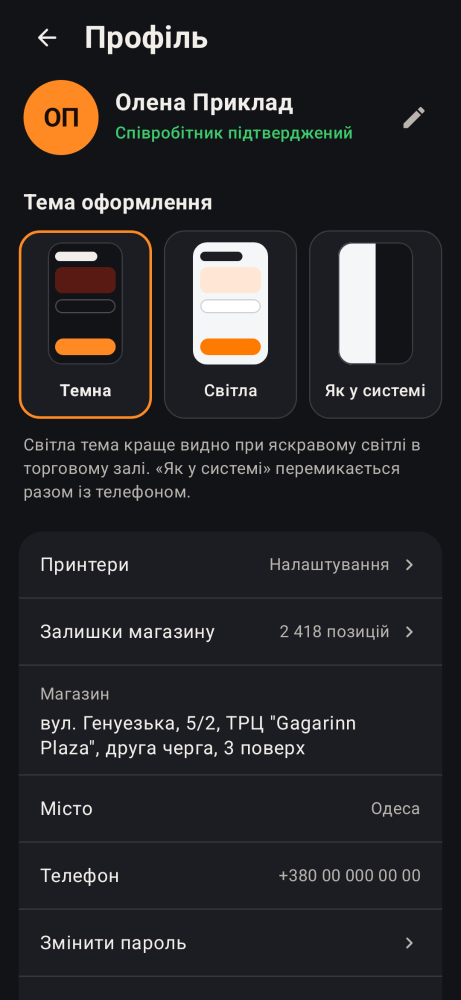 Профіль
ОП
Олена Приклад
Співробітник підтверджений
Тема оформлення
Темна
Світла
Як у системі
Світла тема краще видно при яскравому світлі в
торговому залі. «Як у системі» перемикається
разом із телефоном.
Принтери
Налаштування
Залишки магазину
2 418 позицій
Магазин
вул. Генуезька, 5/2, ТРЦ "Gagarinn
Plaza", друга черга, 3 поверх
Місто
Одеса
Телефон
+380 00 000 00 00
Змінити пароль